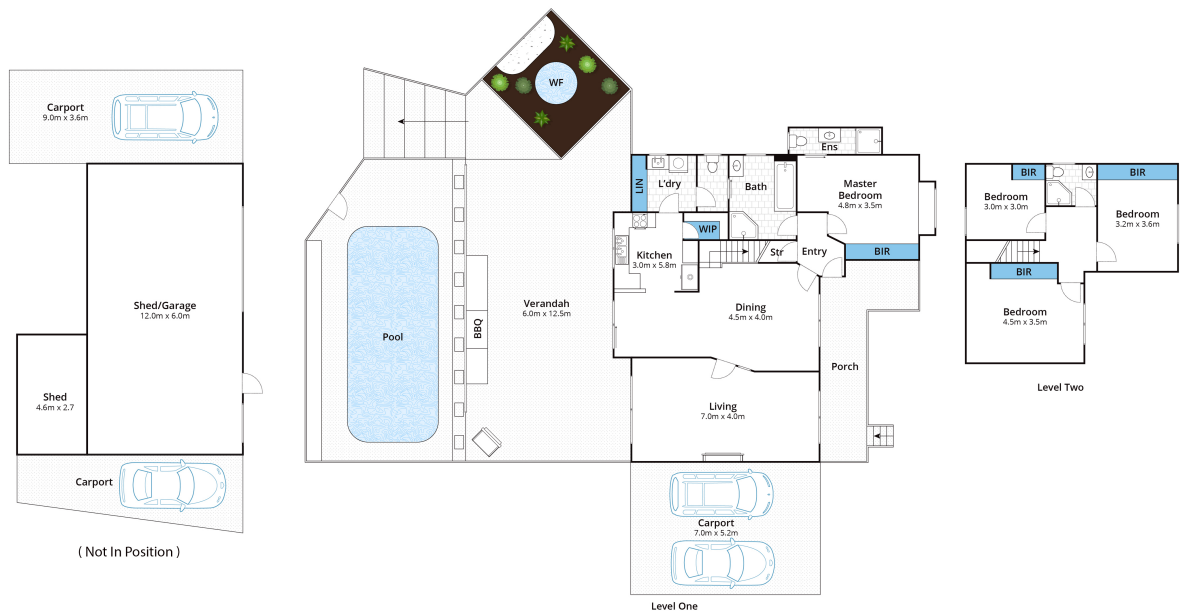 Carport
9.0m x 3.6m
Shed/Garage
12.0m x 6.0m
Shed
4.6m x 2.7
Carport
( Not In Position )
WF
Pool
BBQ
Verandah
6.0m x 12.5m
LIN
L'dry
Bath
Ens
Master
Bedroom
4.8m x 3.5m
WIP
Kitchen
3.0m x 5.8m
Str
Entry
BIR
Dining
4.5m x 4.0m
Porch
Living
7.0m x 4.0m
Carport
7.0m x 5.2m
Level One
BIR
BIR
Bedroom
3.0m x 3.0m
Bedroom
3.2m x 3.6m
BIR
Bedroom
4.5m x 3.5m
Level Two